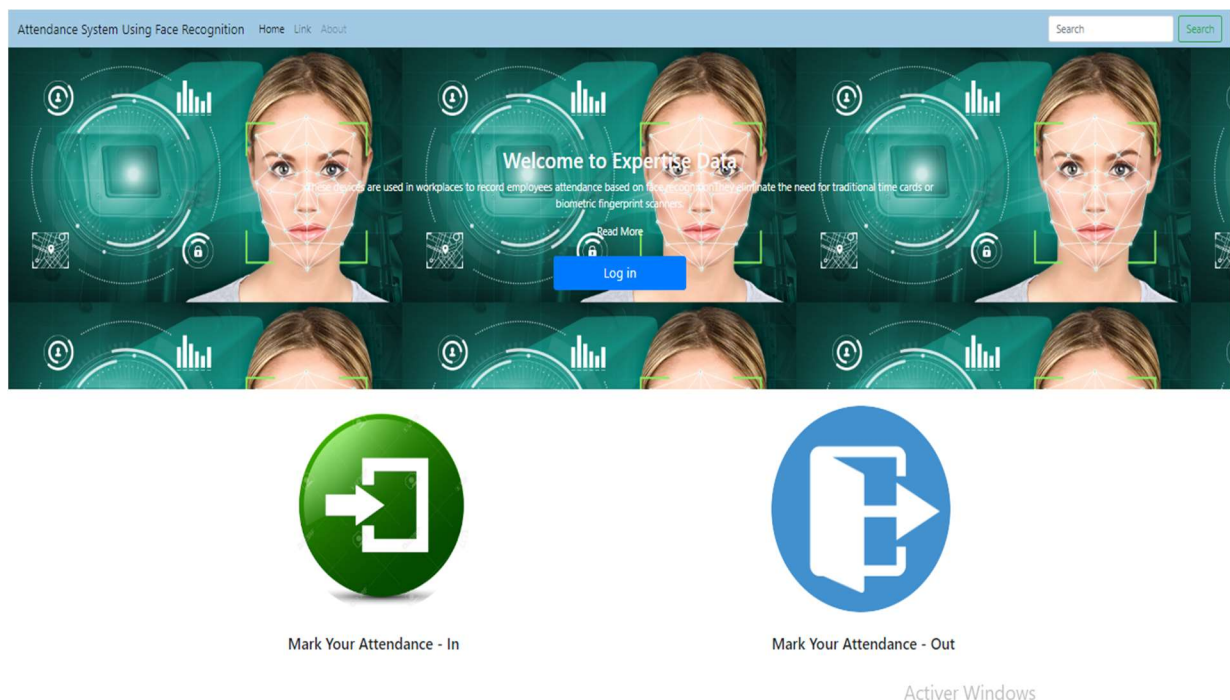 Attendance System Using Face Recognition Home Link About Search Search
Welcome to Expertise Data
These devices are used in workplaces to record employees attendance based on face recognitionThey eliminate the need for traditional time cards or
biometric fingerprint scanners.
Read More
Log in
Mark Your Attendance - In
Mark Your Attendance - Out
Activer Windows